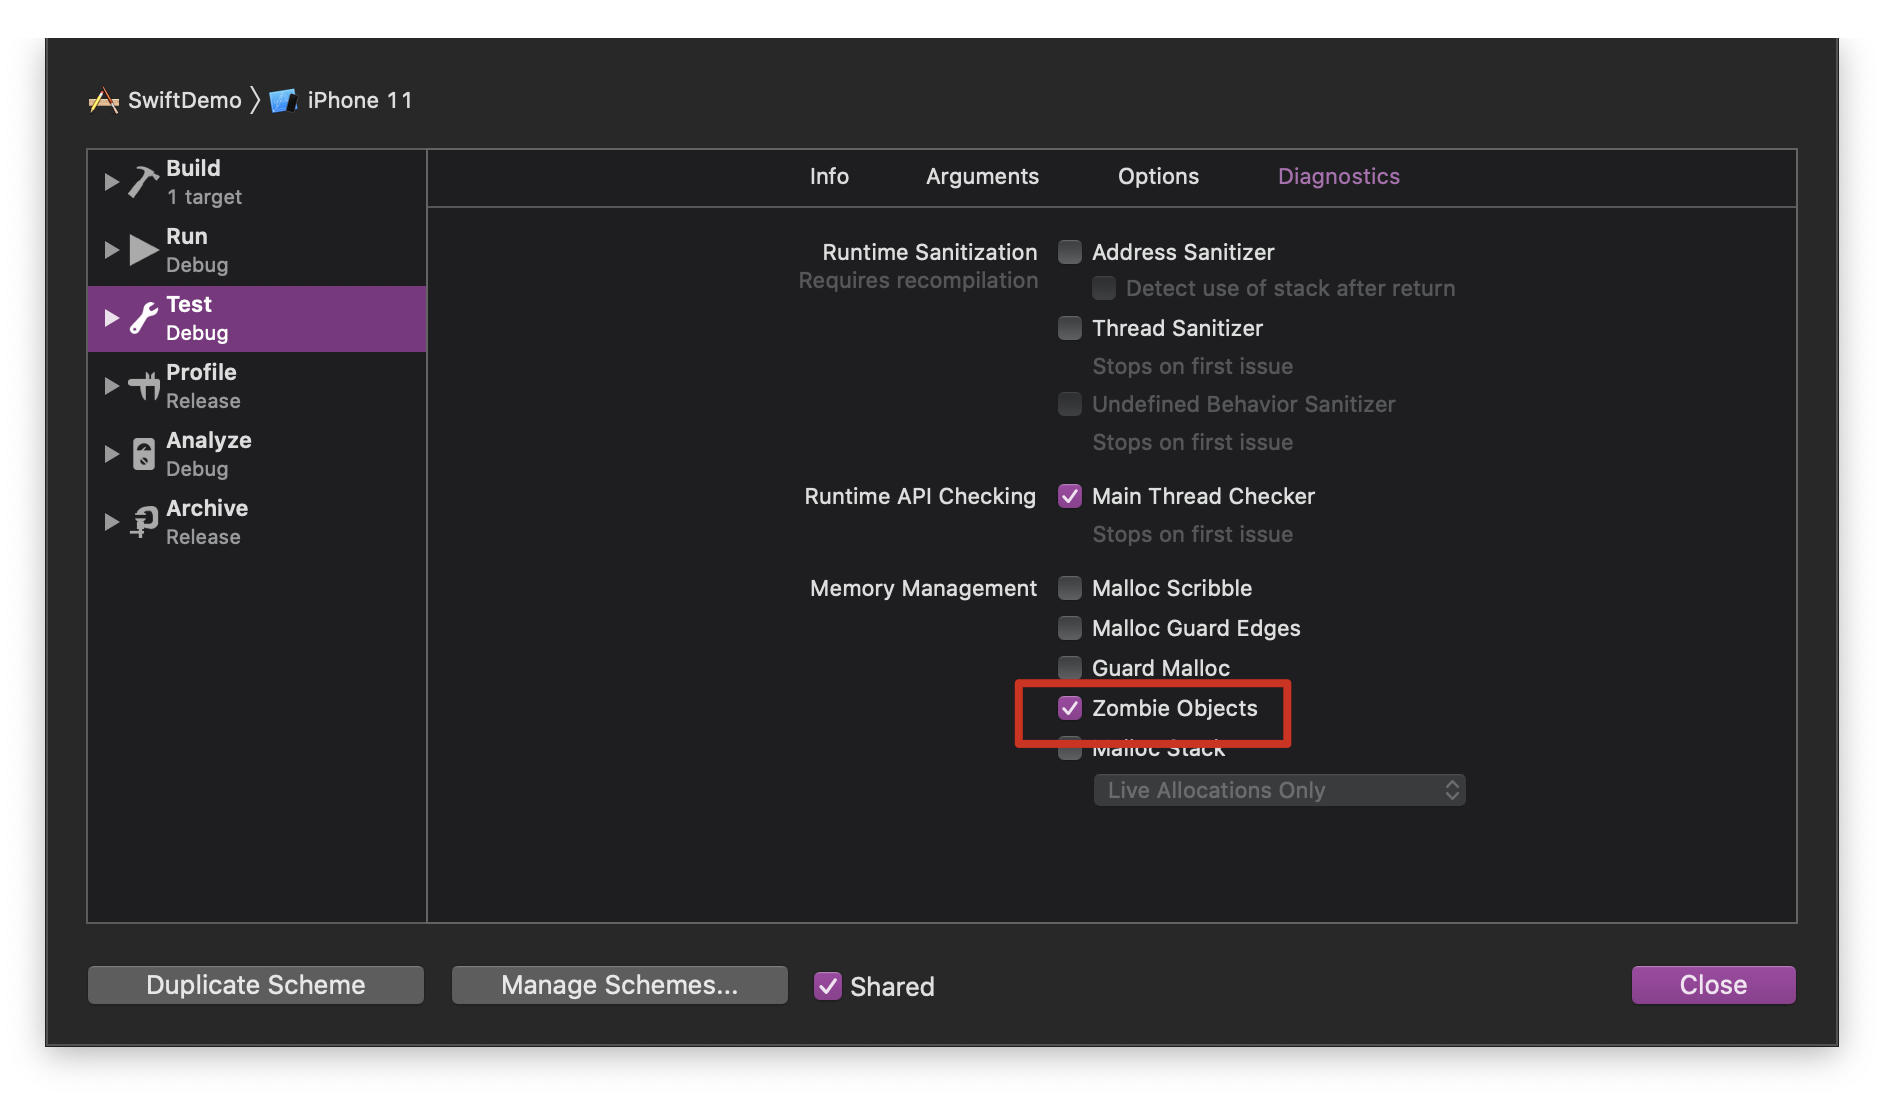 SwiftDemo
iPhone 11
Build
1 target
Run
Debug
Test
Debug
Profile
Release
Analyze
Debug
Archive
Release
Info Arguments Options Diagnostics
Runtime Sanitization Address Sanitizer
Requires recompilation Detect use of stack after return
Thread Sanitizer
Stops on first issue
Undefined Behavior Sanitizer
Stops on first issue
Runtime API Checking Main Thread Checker
Stops on first issue
Memory Management Malloc Scribble
Malloc Guard Edges
Guard Malloc
Zombie Objects
Malloc Stack
Live Allocations Only
Duplicate Scheme Manage Schemes... Shared Close